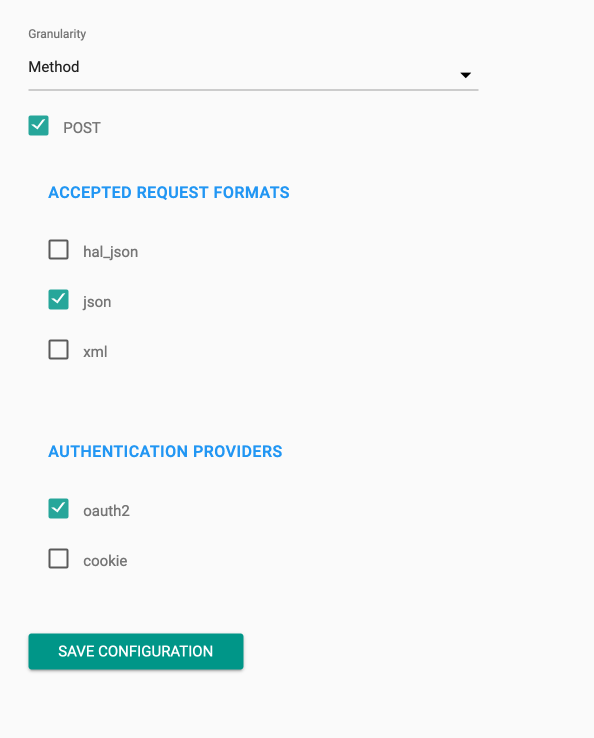 Granularity
Method
POST
ACCEPTED REQUEST FORMATS
hal_json
json
xml
AUTHENTICATION PROVIDERS
oauth2
cookie
SAVE CONFIGURATION